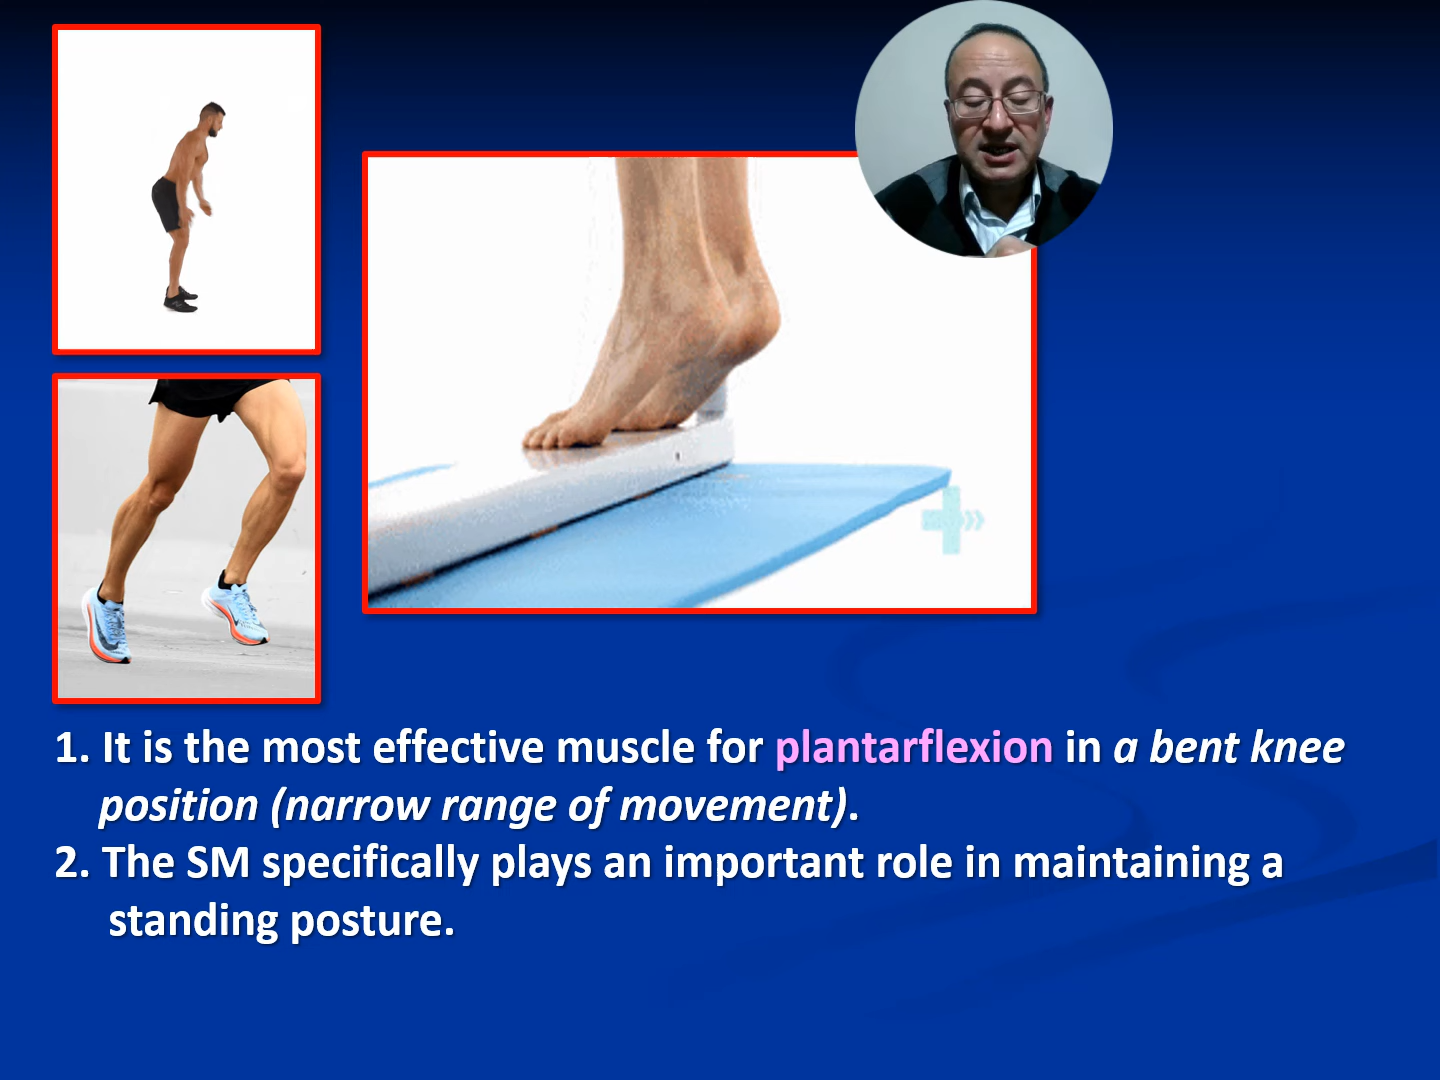 1. It is the most effective muscle for plantarflexion in a bent knee
position (narrow range of movement).
2. The SM specifically plays an important role in maintaining a
standing posture.